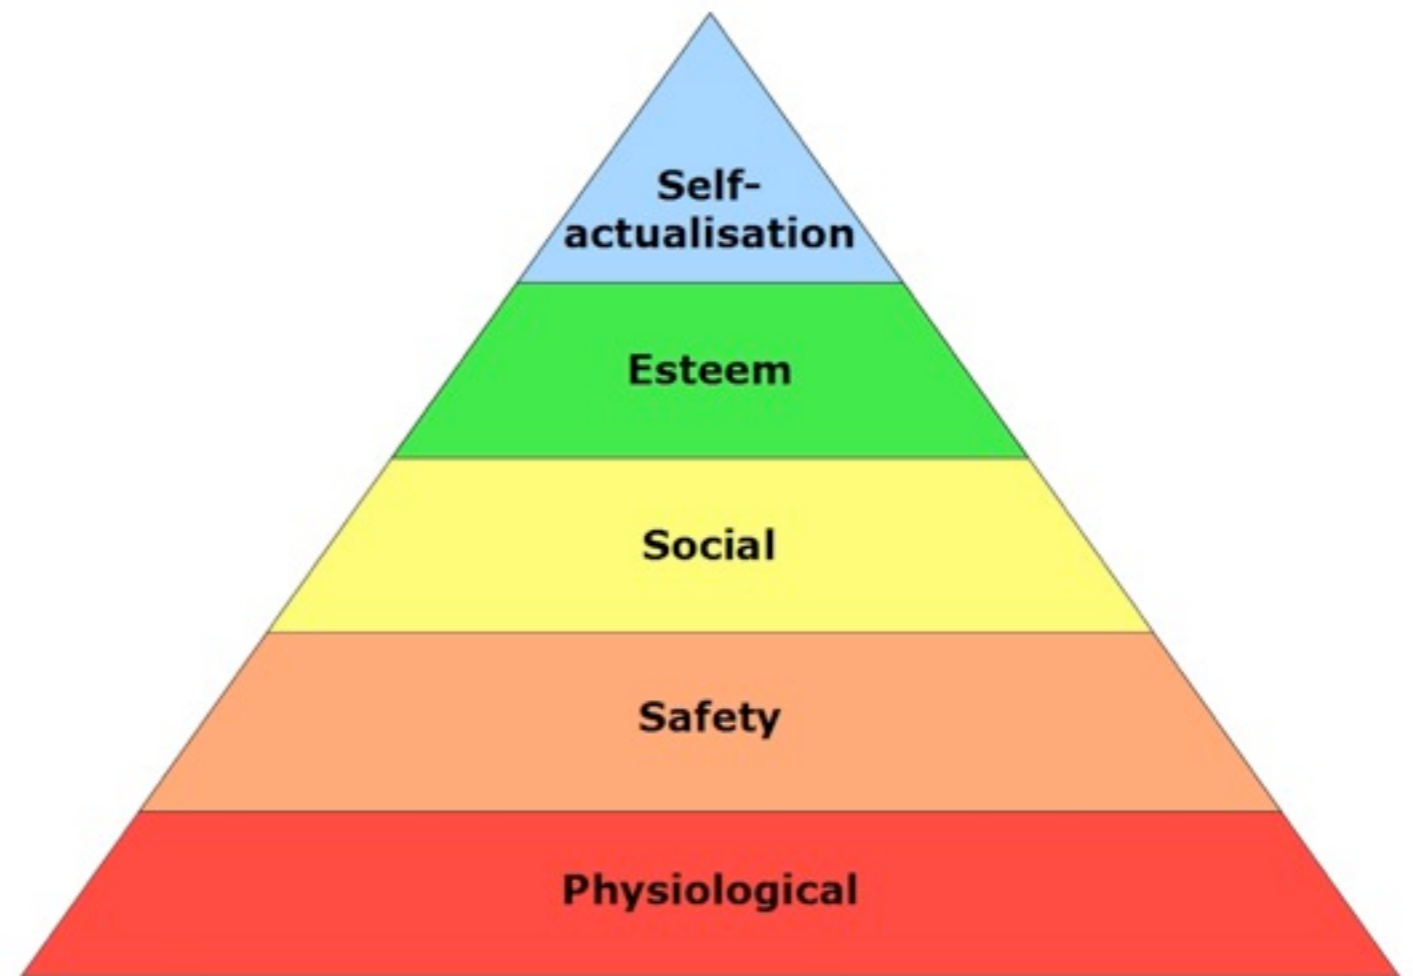 Self-
actualisation
Esteem
Social
Safety
Physiological